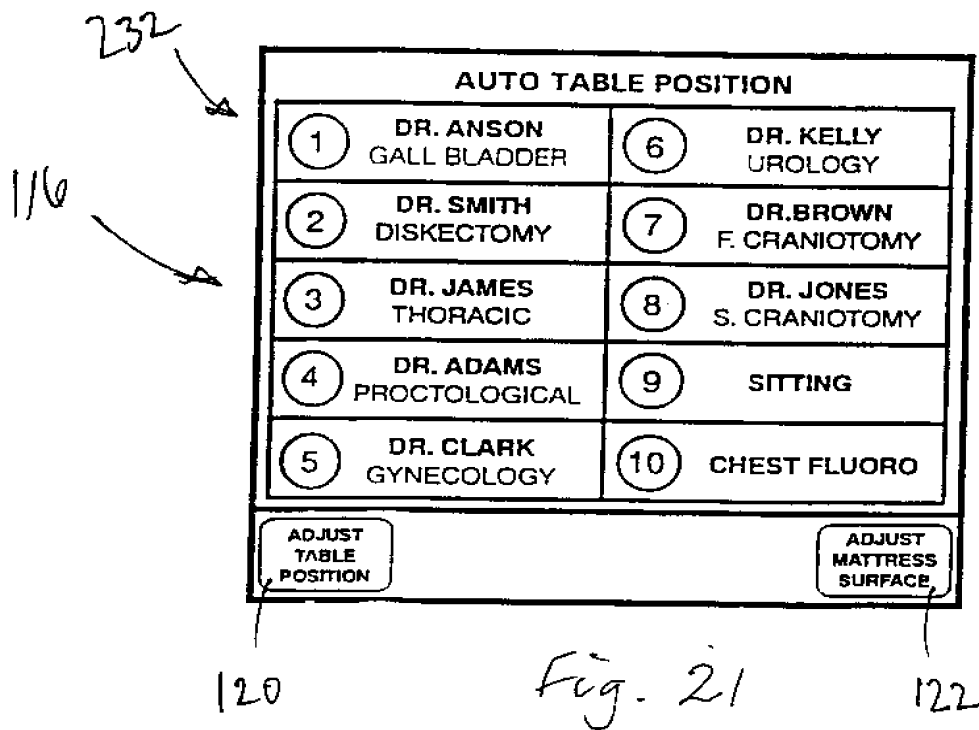 232
116
AUTO TABLE POSITION
1
DR. ANSON
GALL BLADDER
6
DR. KELLY
UROLOGY
2
DR. SMITH
DISKECTOMY
7
DR.BROWN
F. CRANIOTOMY
3
DR. JAMES
THORACIC
8
DR. JONES
S. CRANIOTOMY
4
DR. ADAMS
PROCTOLOGICAL
9
SITTING
5
DR. CLARK
GYNECOLOGY
10
CHEST FLUORO
ADJUST
TABLE
POSITION
ADJUST
MATTRESS
SURFACE
120
Fig. 21
122